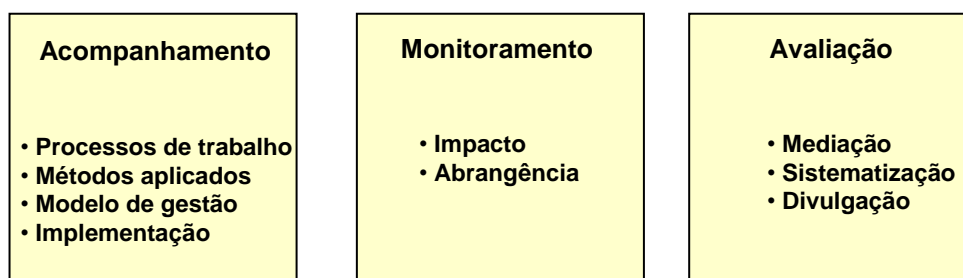 Acompanhamento
• Processos de trabalho
• Métodos aplicados
• Modelo de gestão
• Implementação
Monitoramento
• Impacto
• Abrangência
Avaliação
• Mediação
• Sistematização
• Divulgação